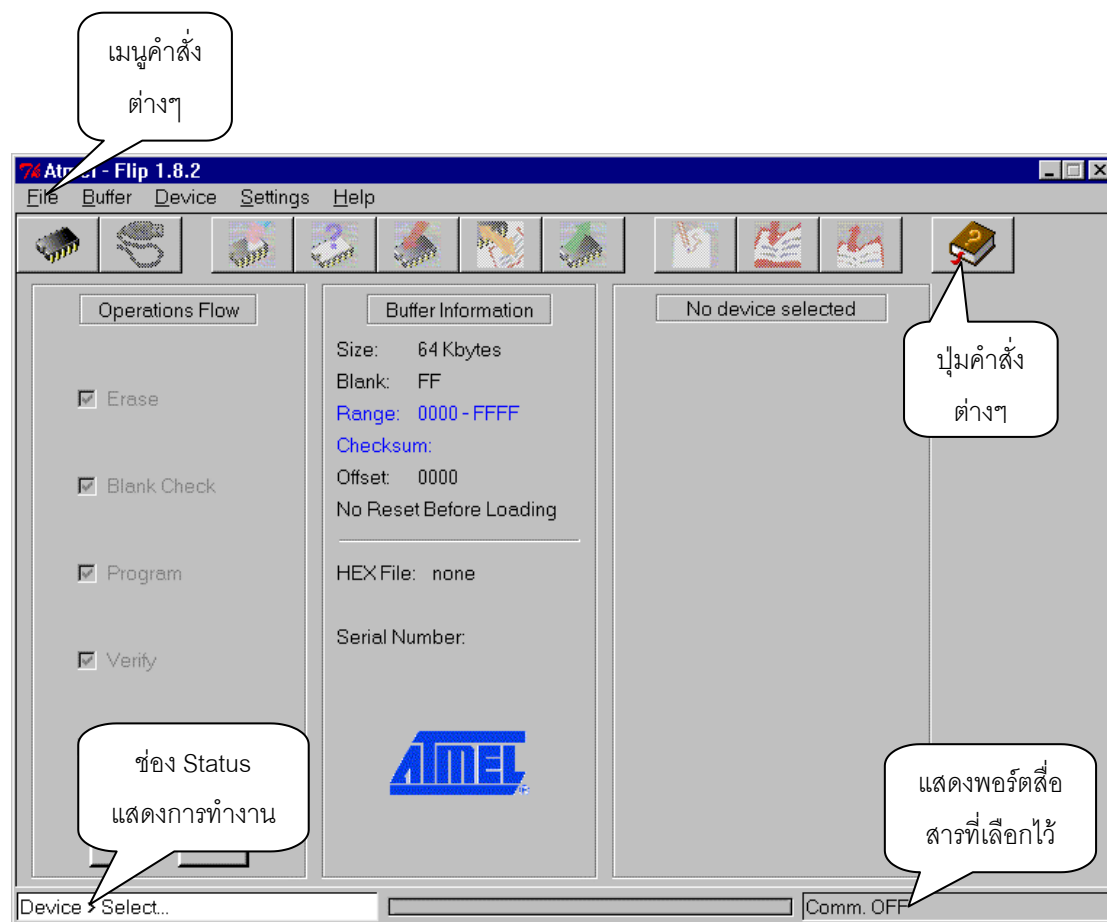 เมนูคำสั่ง
ต่างๆ
Flip 1.8.2
File Buffer Device Settings Help
Operations Flow
Erase
Blank Check
Program
Verify
Buffer Information
Size: 64 Kbytes
Blank: FF
Range: 0000 - FFFF
Checksum:
Offset: 0000
No Reset Before Loading
HEX File: none
Serial Number:
ATMEL
No device selected
ปุ่มคำสั่ง
ต่างๆ
ช่อง Status
แสดงการทำงาน
แสดงพอร์ตสื่อ
สารที่เลือกไว้
Device > Select...
Comm. OFF